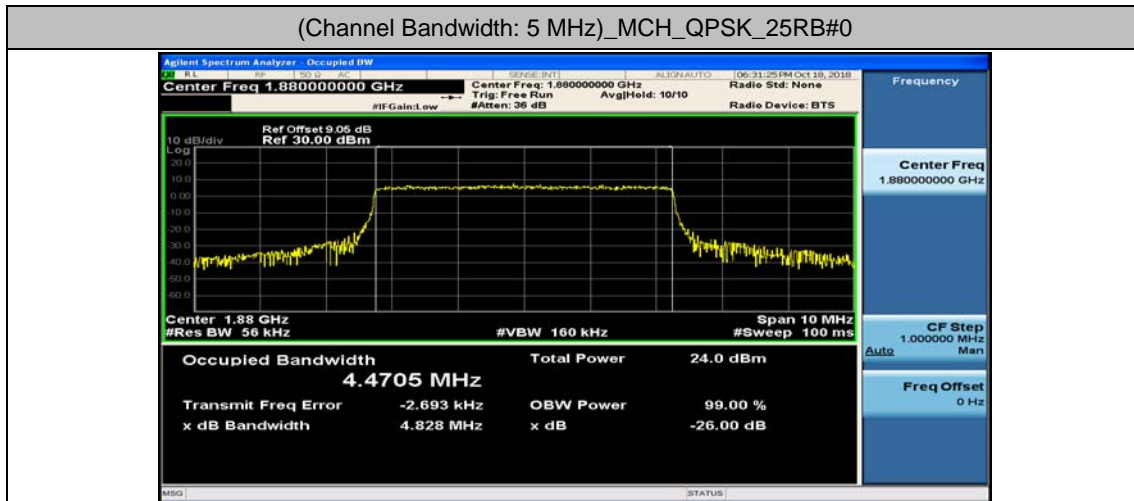 (Channel Bandwidth: 5 MHz)_MCH_QPSK_25RB#0
Agilent Spectrum Analyzer - Occupied BW
RL RF 50 Ω AC SENSE:INT ALIGNAUTO 06:31:25 PM Oct 18, 2018
Center Freq 1.880000000 GHz
Center Freq: 1.880000000 GHz
Radio Std: None
Trig: Free Run Avg|Hold: 10/10
#IFGain:Low #Atten: 36 dB
Radio Device: BTS
Frequency
Ref Offset 9.05 dB
10 dB/div Ref 30.00 dBm
Log
20.0
10.0
0.00
-10.0
-20.0
-30.0
-40.0
-50.0
-60.0
Center Freq
1.880000000 GHz
Center 1.88 GHz Span 10 MHz
#Res BW 56 kHz #VBW 160 kHz #Sweep 100 ms
CF Step
1.000000 MHz
Auto Man
Freq Offset
0 Hz
Occupied Bandwidth Total Power 24.0 dBm
4.4705 MHz
Transmit Freq Error -2.693 kHz OBW Power 99.00 %
x dB Bandwidth 4.828 MHz x dB -26.00 dB
MSG STATUS